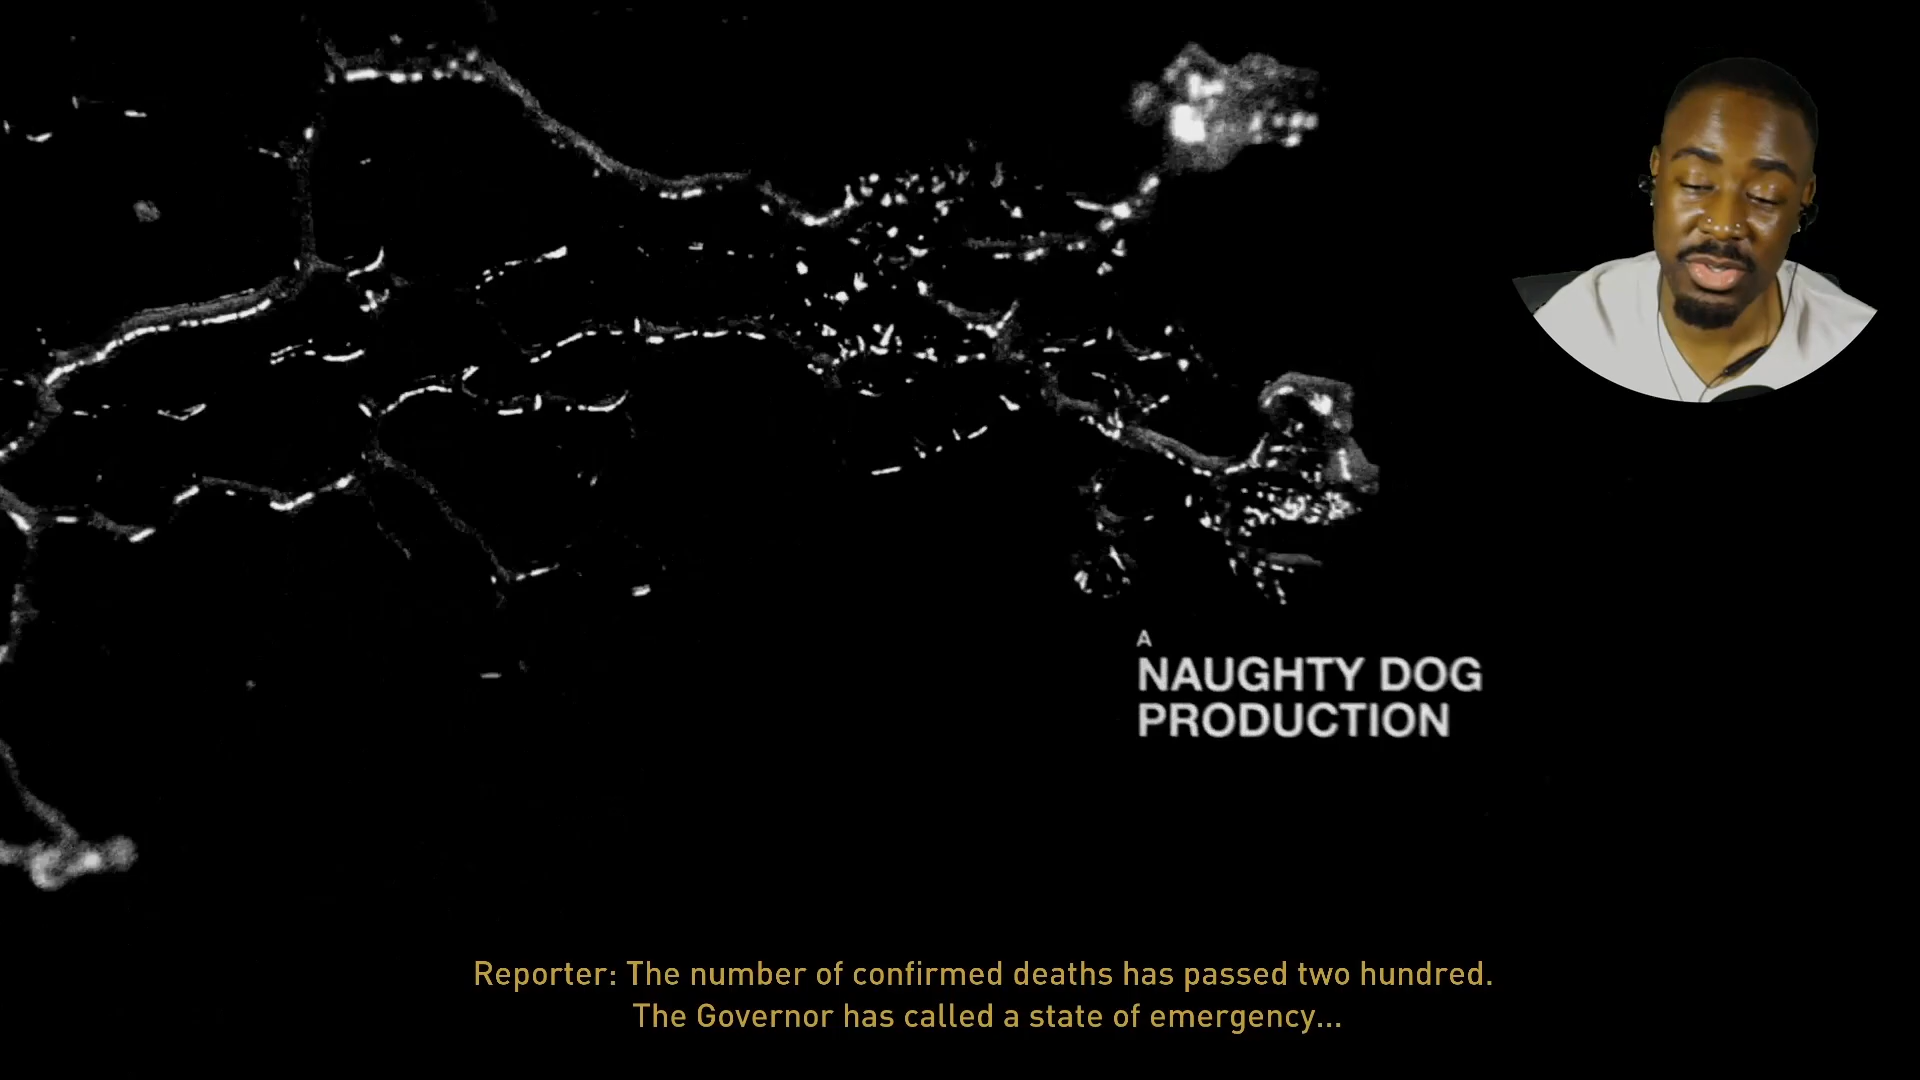 A
NAUGHTY DOG
PRODUCTION
Reporter: The number of confirmed deaths has passed two hundred.
The Governor has called a state of emergency...